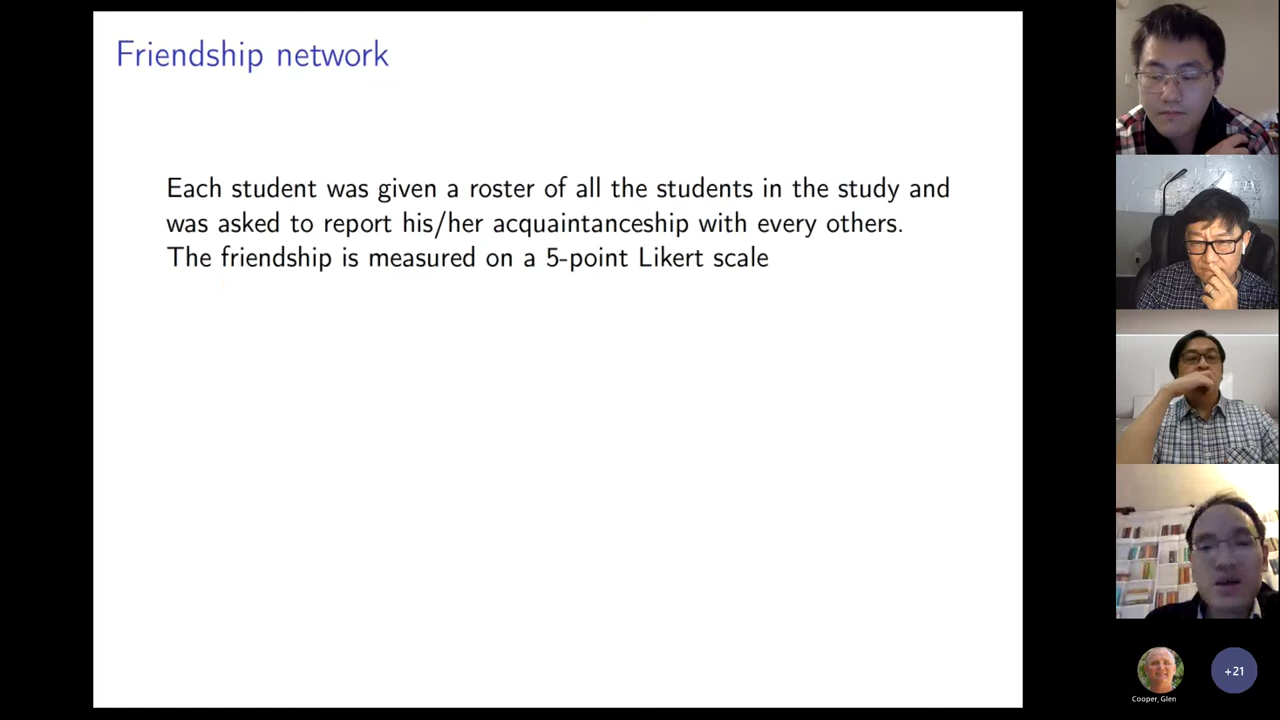 Friendship network
Each student was given a roster of all the students in the study and
was asked to report his/her acquaintanceship with every others.
The friendship is measured on a 5-point Likert scale
+21
Cooper, Glen